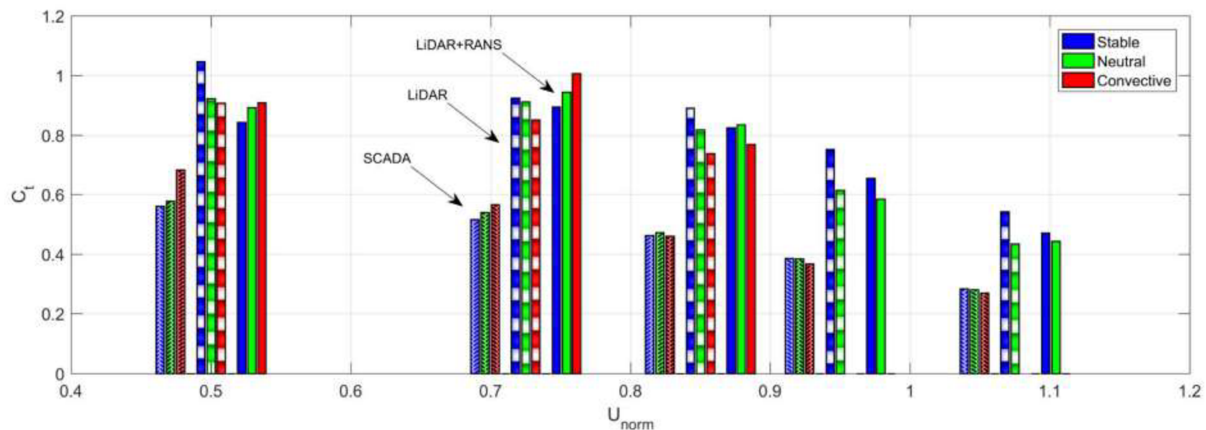 1.2
1
0.8
0.6
0.4
0.2
0
C_t
LiDAR+RANS
LiDAR
SCADA
Stable
Neutral
Convective
0.4 0.5 0.6 0.7 0.8 0.9 1 1.1 1.2
U_norm